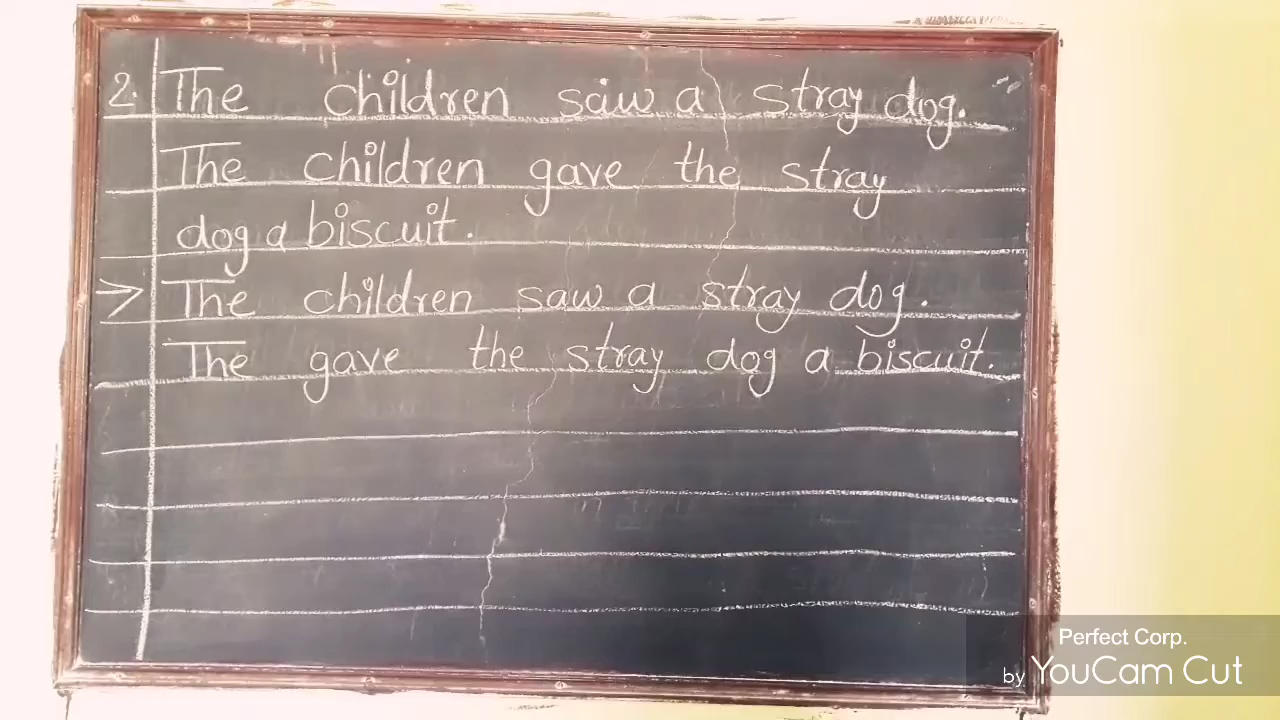 2. The children saw a stray dog.
The children gave the stray
dog a biscuit.
> The children saw a stray dog.
The gave the stray dog a biscuit.
Perfect Corp.
by YouCam Cut